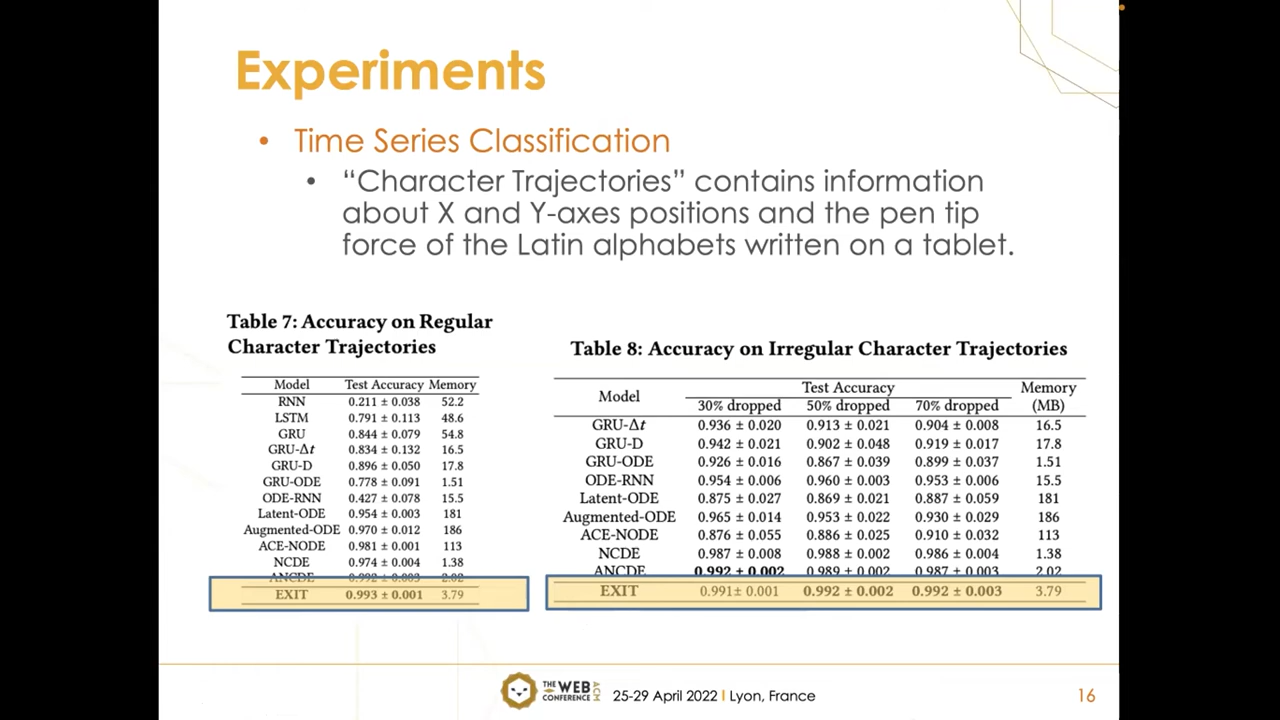 Experiments
• Time Series Classification
• “Character Trajectories” contains information
about X and Y-axes positions and the pen tip
force of the Latin alphabets written on a tablet.
Table 7: Accuracy on Regular
Character Trajectories
Model Test Accuracy Memory
RNN 0.211 ± 0.038 52.2
LSTM 0.791 ± 0.113 48.6
GRU 0.844 ± 0.079 54.8
GRU-Δt 0.834 ± 0.132 16.5
GRU-D 0.896 ± 0.050 17.8
GRU-ODE 0.778 ± 0.091 1.51
ODE-RNN 0.427 ± 0.078 15.5
Latent-ODE 0.954 ± 0.003 181
Augmented-ODE 0.970 ± 0.012 186
ACE-NODE 0.981 ± 0.001 113
NCDE 0.974 ± 0.004 1.38
ANCDE 0.992 ± 0.003 2.02
EXIT 0.993 ± 0.001 3.79
Table 8: Accuracy on Irregular Character Trajectories
Model Test Accuracy Memory
30% dropped 50% dropped 70% dropped (MB)
GRU-Δt 0.936 ± 0.020 0.913 ± 0.021 0.904 ± 0.008 16.5
GRU-D 0.942 ± 0.021 0.902 ± 0.048 0.919 ± 0.017 17.8
GRU-ODE 0.926 ± 0.016 0.867 ± 0.039 0.899 ± 0.037 1.51
ODE-RNN 0.954 ± 0.006 0.960 ± 0.003 0.953 ± 0.006 15.5
Latent-ODE 0.875 ± 0.027 0.869 ± 0.021 0.887 ± 0.059 181
Augmented-ODE 0.965 ± 0.014 0.953 ± 0.022 0.930 ± 0.029 186
ACE-NODE 0.876 ± 0.055 0.886 ± 0.025 0.910 ± 0.032 113
NCDE 0.987 ± 0.008 0.988 ± 0.002 0.986 ± 0.004 1.38
ANCDE 0.992 ± 0.002 0.989 ± 0.002 0.987 ± 0.003 2.02
EXIT 0.991± 0.001 0.992 ± 0.002 0.992 ± 0.003 3.79
THE WEB CONFERENCE ACM
25-29 April 2022 | Lyon, France
16